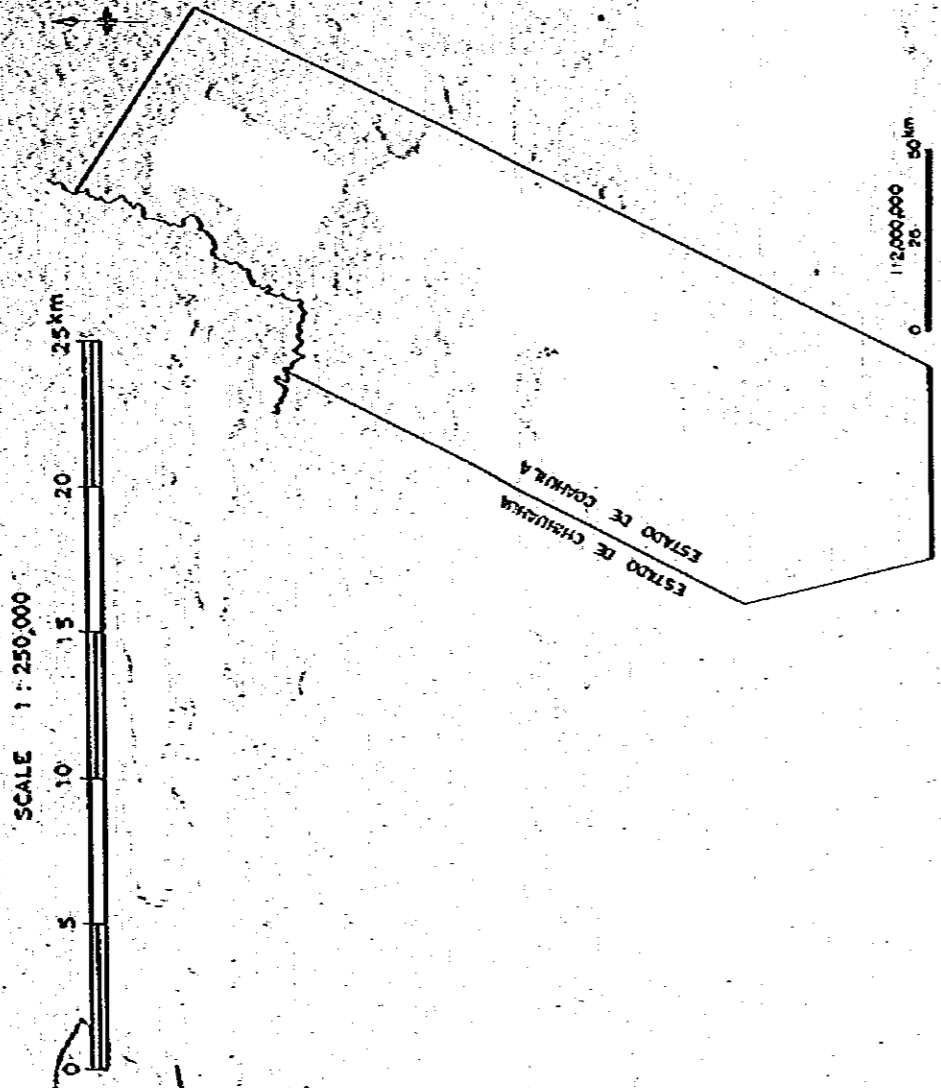 SCALE 1:250,000
0 5 10 15 20 25 km
ESTADO DE CHIHUAHUA
ESTADO DE COAHUILA
1:2,000,000
0 25 50 km